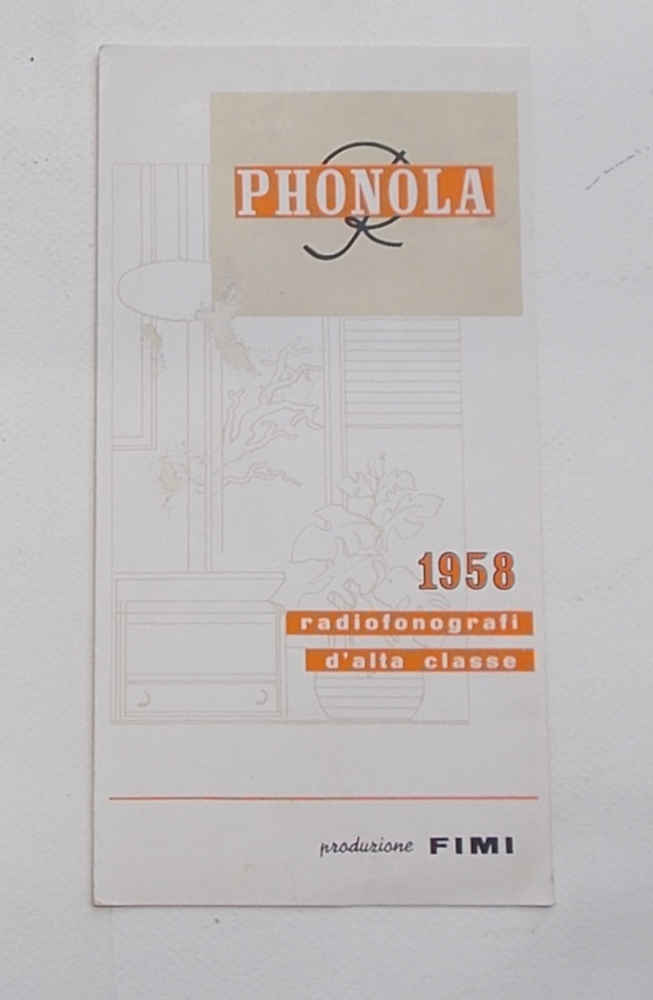 PHONOLA
1958
radiofonografi
d'alta classe
produzione FIMI